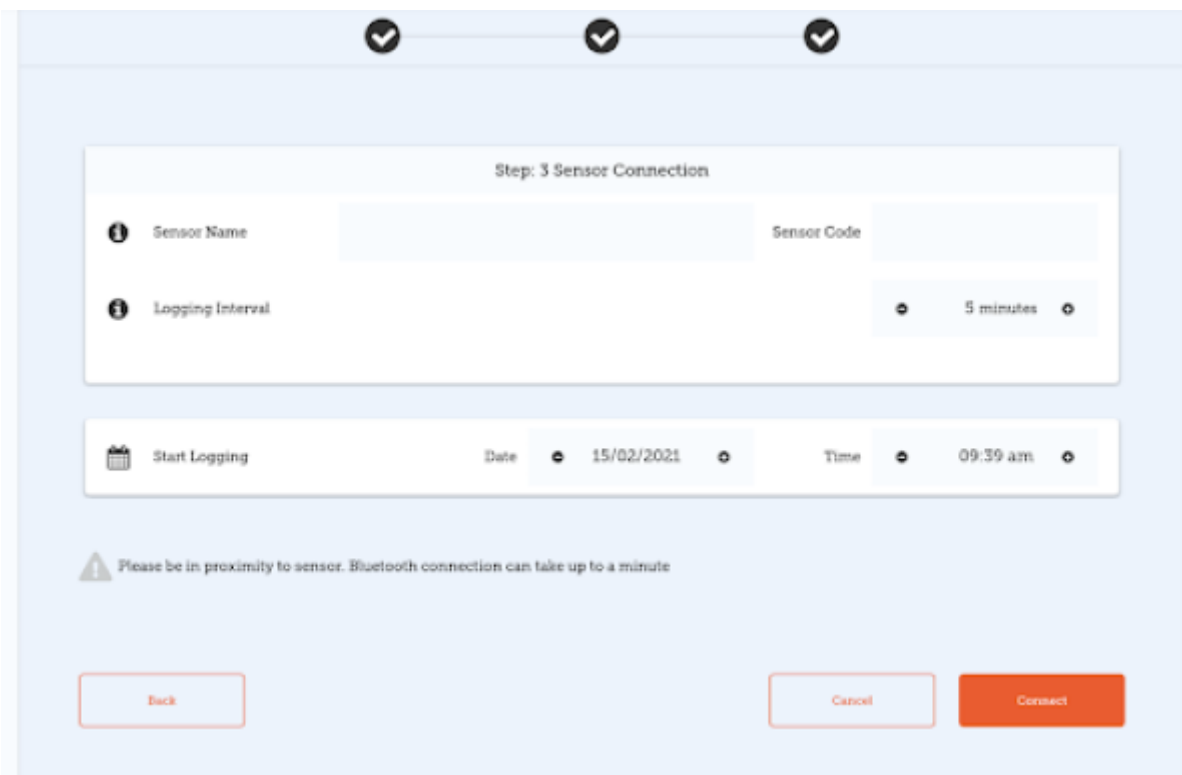 Step: 3 Sensor Connection
Sensor Name Sensor Code
Logging Interval 5 minutes
Start Logging Date 15/02/2021 Time 09:39 am
Please be in proximity to sensor. Bluetooth connection can take up to a minute
Back Cancel Connect